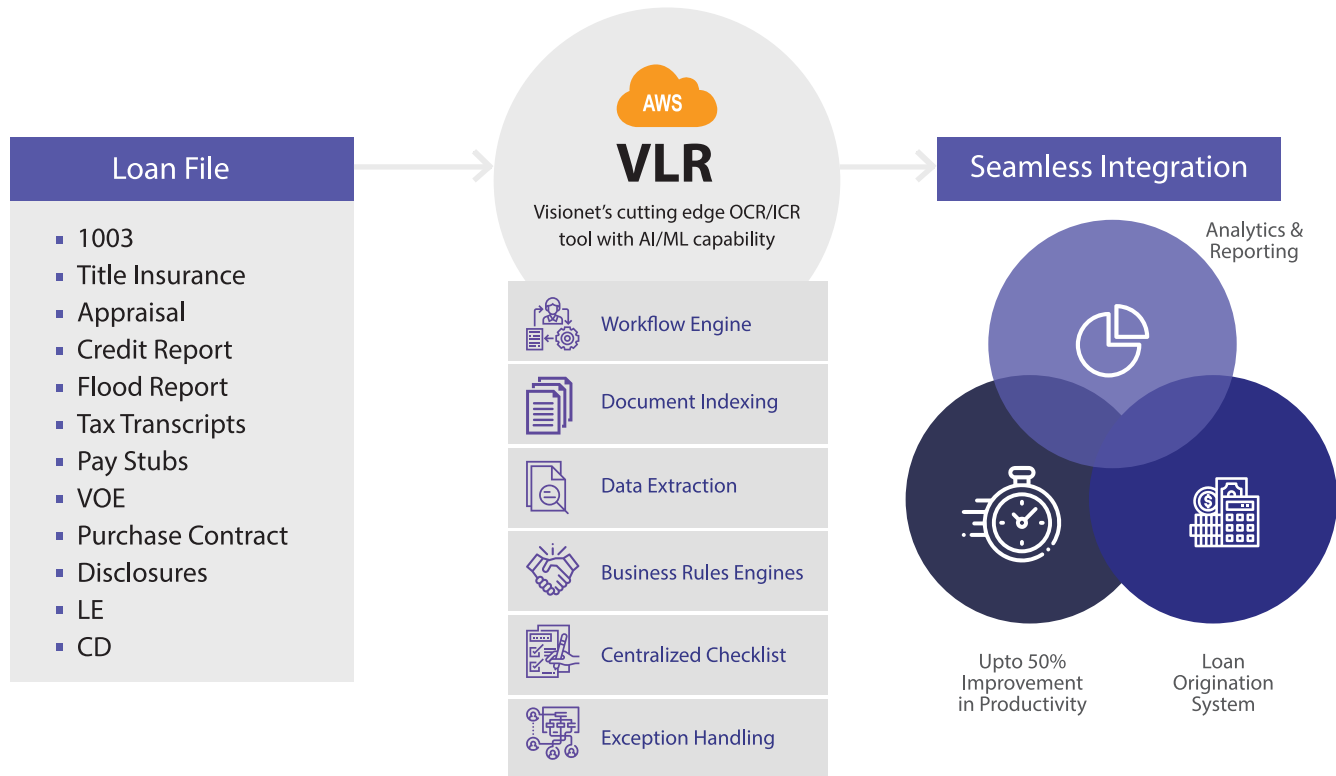 Loan File
1003
Title Insurance
Appraisal
Credit Report
Flood Report
Tax Transcripts
Pay Stubs
VOE
Purchase Contract
Disclosures
LE
CD
AWS
VLR
Visionet's cutting edge OCR/ICR
tool with AI/ML capability
Workflow Engine
Document Indexing
Data Extraction
Business Rules Engines
Centralized Checklist
Exception Handling
Seamless Integration
Analytics &
Reporting
Upto 50%
Improvement
in Productivity
Loan
Origination
System